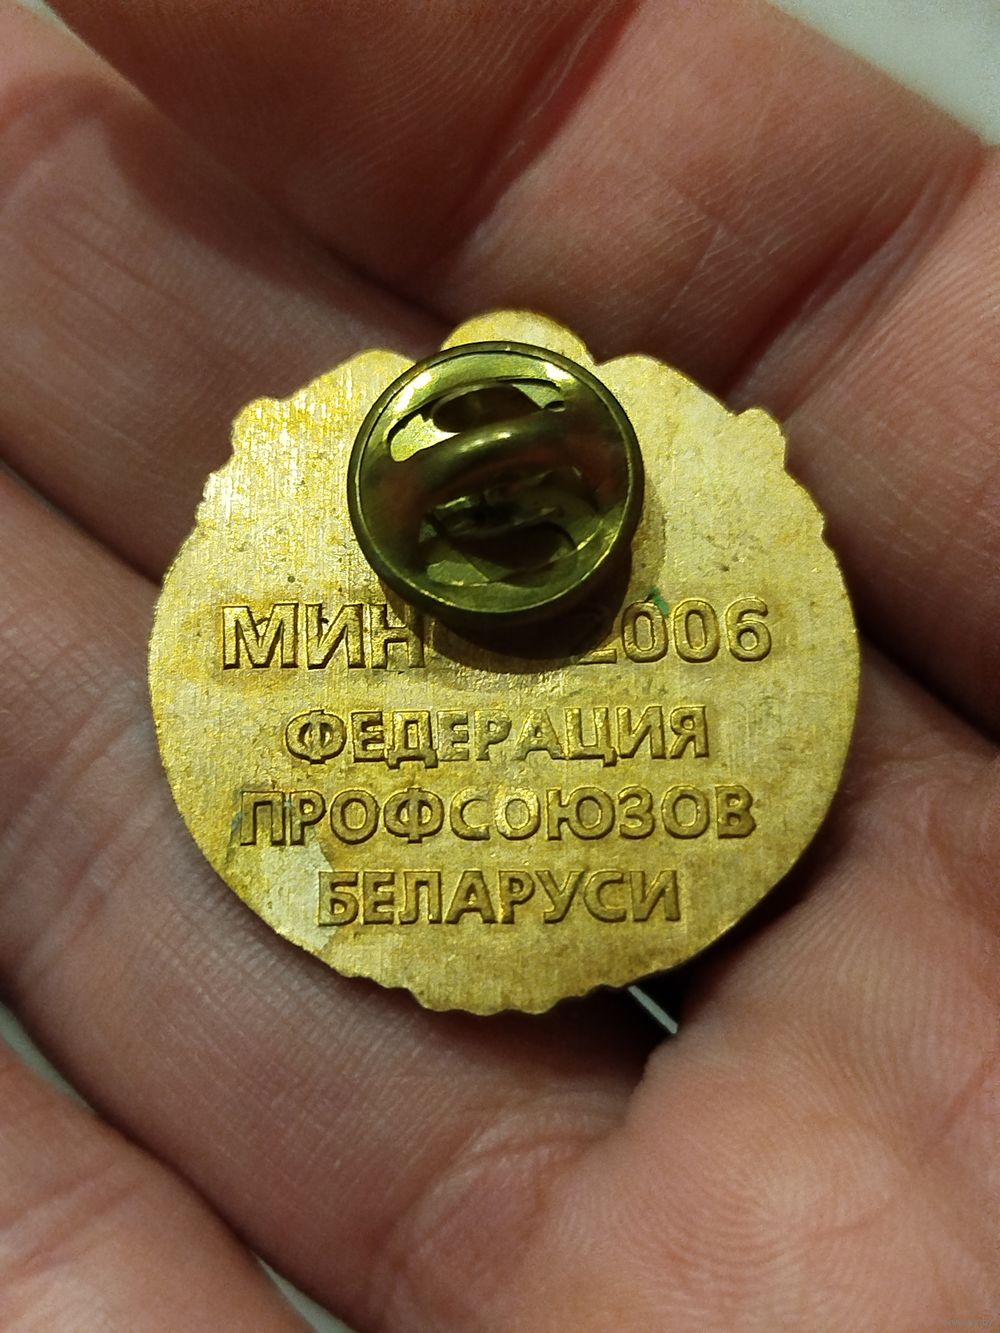 МИН 2006
ФЕДЕРАЦИЯ
ПРОФСОЮЗОВ
БЕЛАРУСИ